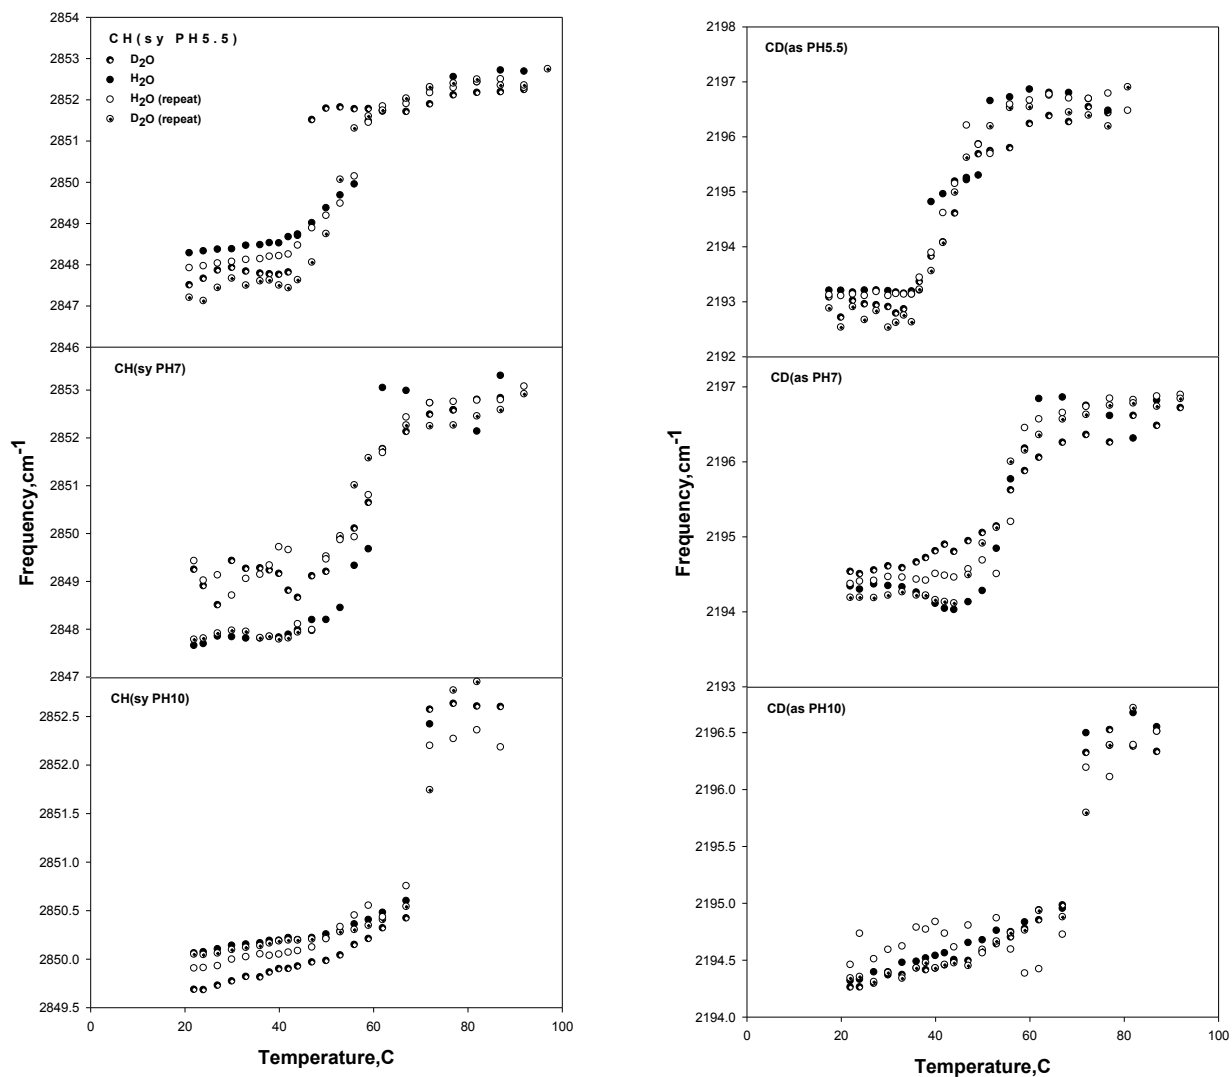 2854
2853
2852
2851
2850
2849
2848
2847
2846
CH(sy PH5.5)
D2O
H2O
H2O (repeat)
D2O (repeat)
2853
2852
2851
2850
2849
2848
2847
CH(sy PH7)
2852.5
2852.0
2851.5
2851.0
2850.5
2850.0
2849.5
CH(sy PH10)
0 20 40 60 80 100
Temperature,C
Frequency,cm-1
2198
2197
2196
2195
2194
2193
2192
CD(as PH5.5)
2197
2196
2195
2194
2193
CD(as PH7)
2196.5
2196.0
2195.5
2195.0
2194.5
2194.0
CD(as PH10)
0 20 40 60 80 100
Temperature,C
Frequency,cm-1